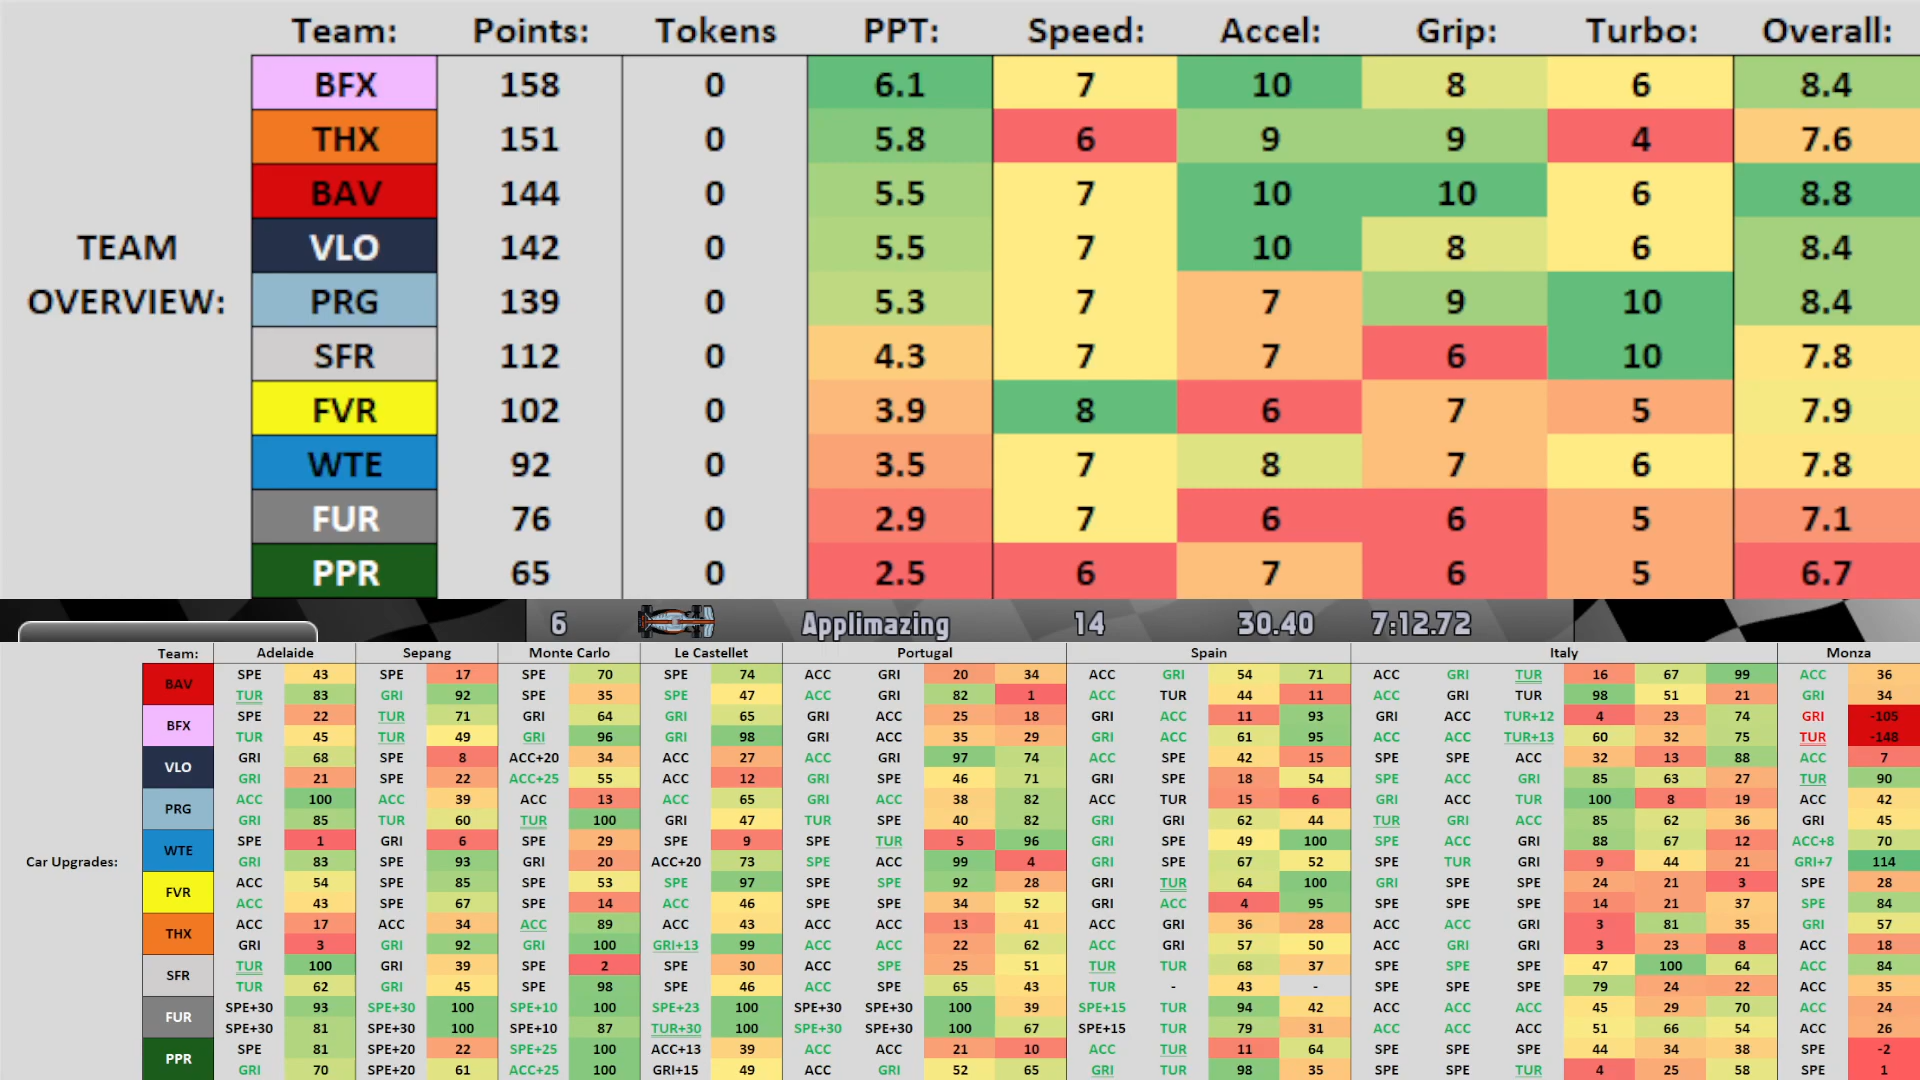 Team: Points: Tokens PPT: Speed: Accel: Grip: Turbo: Overall:
BFX 158 0 6.1 7 10 8 6 8.4
THX 151 0 5.8 6 9 9 4 7.6
BAV 144 0 5.5 7 10 10 6 8.8
TEAM VLO 142 0 5.5 7 10 8 6 8.4
OVERVIEW: PRG 139 0 5.3 7 7 9 10 8.4
SFR 112 0 4.3 7 7 6 10 7.8
FVR 102 0 3.9 8 6 7 5 7.9
WTE 92 0 3.5 7 8 7 6 7.8
FUR 76 0 2.9 7 6 6 5 7.1
PPR 65 0 2.5 6 7 6 5 6.7
6 Applimazing 14 30.40 7:12.72
Team: Adelaide Sepang Monte Carlo Le Castellet Portugal Spain Italy Monza
BAV SPE 43 SPE 17 SPE 70 SPE 74 ACC GRI 20 34 ACC GRI 54 71 ACC GRI TUR 16 67 99 ACC 36
TUR 83 GRI 92 SPE 35 SPE 47 ACC GRI 82 1 ACC TUR 44 11 ACC GRI TUR 98 51 21 GRI 34
BFX SPE 22 TUR 71 GRI 64 GRI 65 GRI ACC 25 18 GRI ACC 11 93 GRI ACC TUR+12 4 23 74 GRI -105
TUR 45 TUR 49 GRI 96 GRI 98 GRI ACC 35 29 GRI ACC 61 95 ACC ACC TUR+13 60 32 75 TUR -148
VLO GRI 68 SPE 8 ACC+20 34 ACC 27 ACC GRI 97 74 ACC SPE 42 15 SPE SPE ACC 32 13 88 ACC 7
GRI 21 SPE 22 ACC+25 55 ACC 12 GRI SPE 46 71 GRI SPE 18 54 SPE ACC GRI 85 63 27 TUR 90
PRG ACC 100 ACC 39 ACC 13 ACC 65 GRI ACC 38 82 ACC TUR 15 6 GRI ACC TUR 100 8 19 ACC 42
GRI 85 TUR 60 TUR 100 GRI 47 TUR SPE 40 82 GRI GRI 62 44 TUR GRI ACC 85 62 36 GRI 45
WTE SPE 1 GRI 6 SPE 29 SPE 9 SPE TUR 5 96 GRI SPE 49 100 SPE ACC GRI 88 67 12 ACC+8 70
Car Upgrades: GRI 83 SPE 93 GRI 20 ACC+20 73 SPE ACC 99 4 GRI SPE 67 52 SPE TUR GRI 9 44 21 GRI+7 114
FVR ACC 54 SPE 85 SPE 53 SPE 97 SPE SPE 92 28 GRI TUR 64 100 GRI SPE SPE 24 21 3 SPE 28
ACC 43 SPE 67 SPE 14 ACC 46 SPE SPE 34 52 GRI ACC 4 95 SPE SPE SPE 14 21 37 SPE 84
THX ACC 17 ACC 34 ACC 89 ACC 43 ACC ACC 13 41 ACC GRI 36 28 ACC ACC GRI 3 81 35 GRI 57
GRI 3 GRI 92 GRI 100 GRI+13 99 ACC ACC 22 62 ACC GRI 57 50 ACC GRI GRI 3 23 8 ACC 18
SFR TUR 100 GRI 39 SPE 2 SPE 30 ACC SPE 25 51 TUR TUR 68 37 SPE SPE SPE 47 100 64 ACC 84
TUR 62 GRI 45 SPE 98 SPE 46 ACC SPE 65 43 TUR - 43 - SPE SPE SPE 79 24 22 ACC 35
FUR SPE+30 93 SPE+30 100 SPE+10 100 SPE+23 100 SPE+30 SPE+30 100 39 SPE+15 TUR 94 42 ACC ACC ACC 45 29 70 ACC 24
SPE+30 81 SPE+30 100 SPE+10 87 TUR+30 100 SPE+30 SPE+30 100 67 SPE+15 TUR 79 31 ACC ACC ACC 51 66 54 ACC 26
PPR SPE 81 SPE+20 22 SPE+25 100 ACC+13 39 ACC ACC 21 10 ACC TUR 11 64 SPE SPE SPE 44 34 38 SPE -2
GRI 70 SPE+20 61 ACC+25 100 GRI+15 49 ACC GRI 52 65 GRI TUR 98 35 SPE SPE TUR 4 25 58 SPE 1